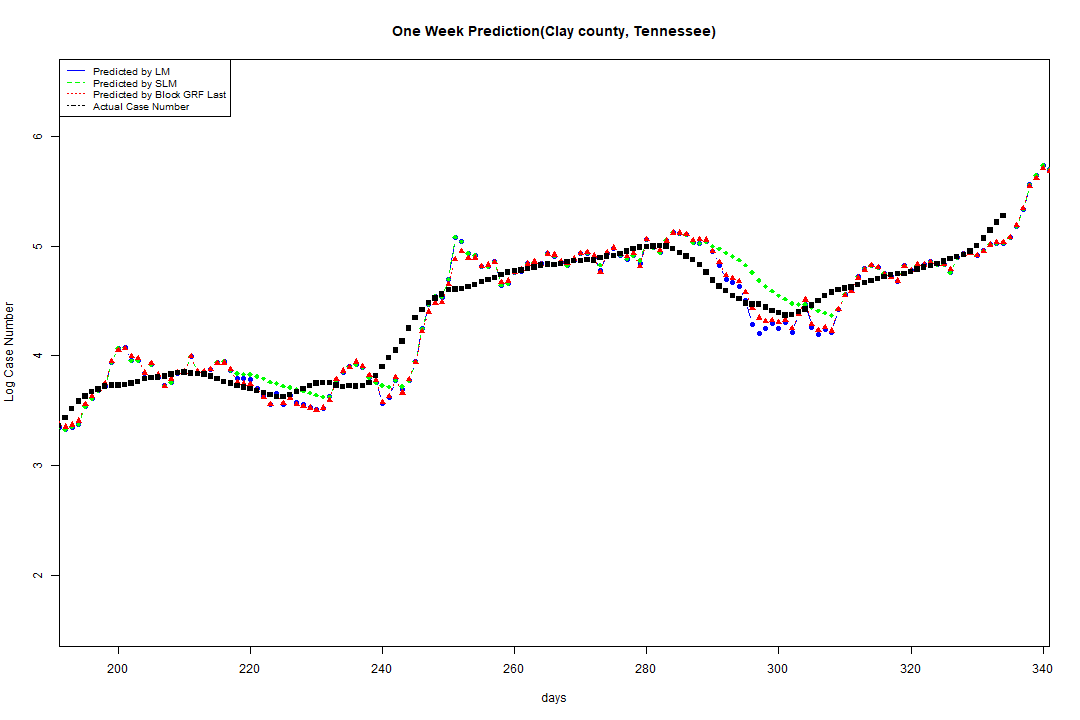 One Week Prediction(Clay county, Tennessee)
Predicted by LM
Predicted by SLM
Predicted by Block GRF Last
Actual Case Number
6
5
4
3
2
Log Case Number
200 220 240 260 280 300 320 340
days